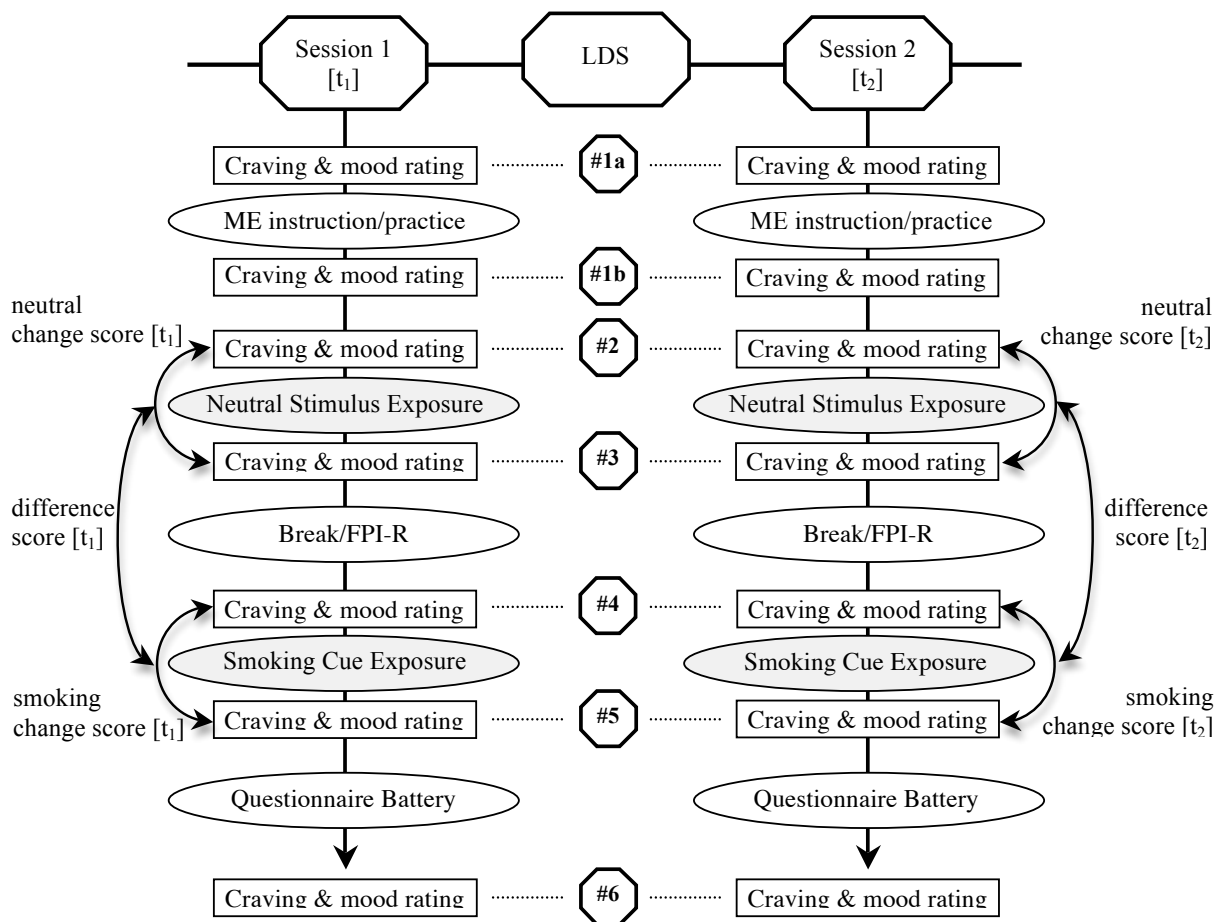 Session 1
[t₁]
LDS
Session 2
[t₂]
Craving & mood rating
#1a
Craving & mood rating
ME instruction/practice
ME instruction/practice
Craving & mood rating
#1b
Craving & mood rating
neutral
change score [t₁]
neutral
change score [t₂]
Craving & mood rating
#2
Craving & mood rating
Neutral Stimulus Exposure
Neutral Stimulus Exposure
Craving & mood rating
#3
Craving & mood rating
difference
score [t₁]
difference
score [t₂]
Break/FPI-R
Break/FPI-R
Craving & mood rating
#4
Craving & mood rating
Smoking Cue Exposure
Smoking Cue Exposure
smoking
change score [t₁]
smoking
change score [t₂]
Craving & mood rating
#5
Craving & mood rating
Questionnaire Battery
Questionnaire Battery
Craving & mood rating
#6
Craving & mood rating